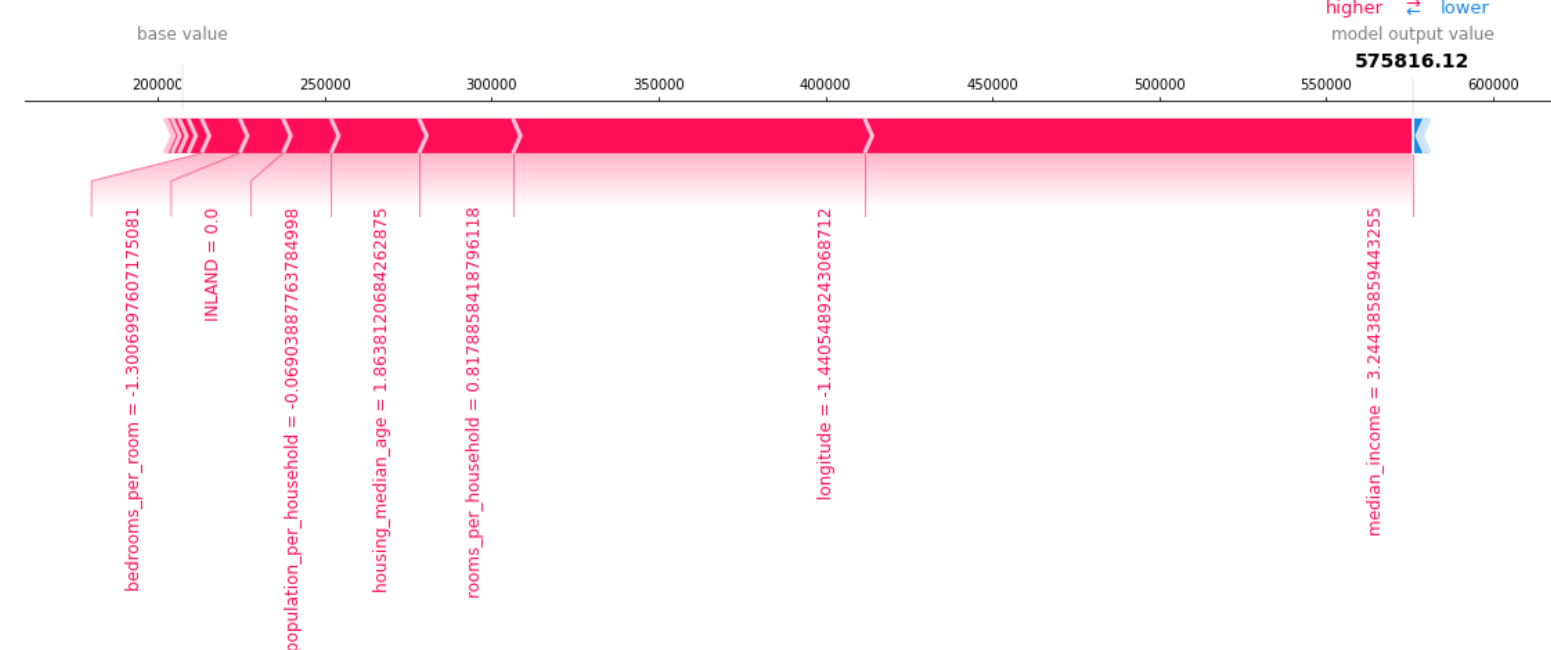 higher ⇄ lower
base value
model output value
575816.12
200000 250000 300000 350000 400000 450000 500000 550000 600000
bedrooms_per_room = -1.3006997607175081
INLAND = 0.0
population_per_household = -0.06903887763784998
housing_median_age = 1.8638120684262875
rooms_per_household = 0.8178858418796118
longitude = -1.4405489243068712
median_income = 3.2443858594432​55